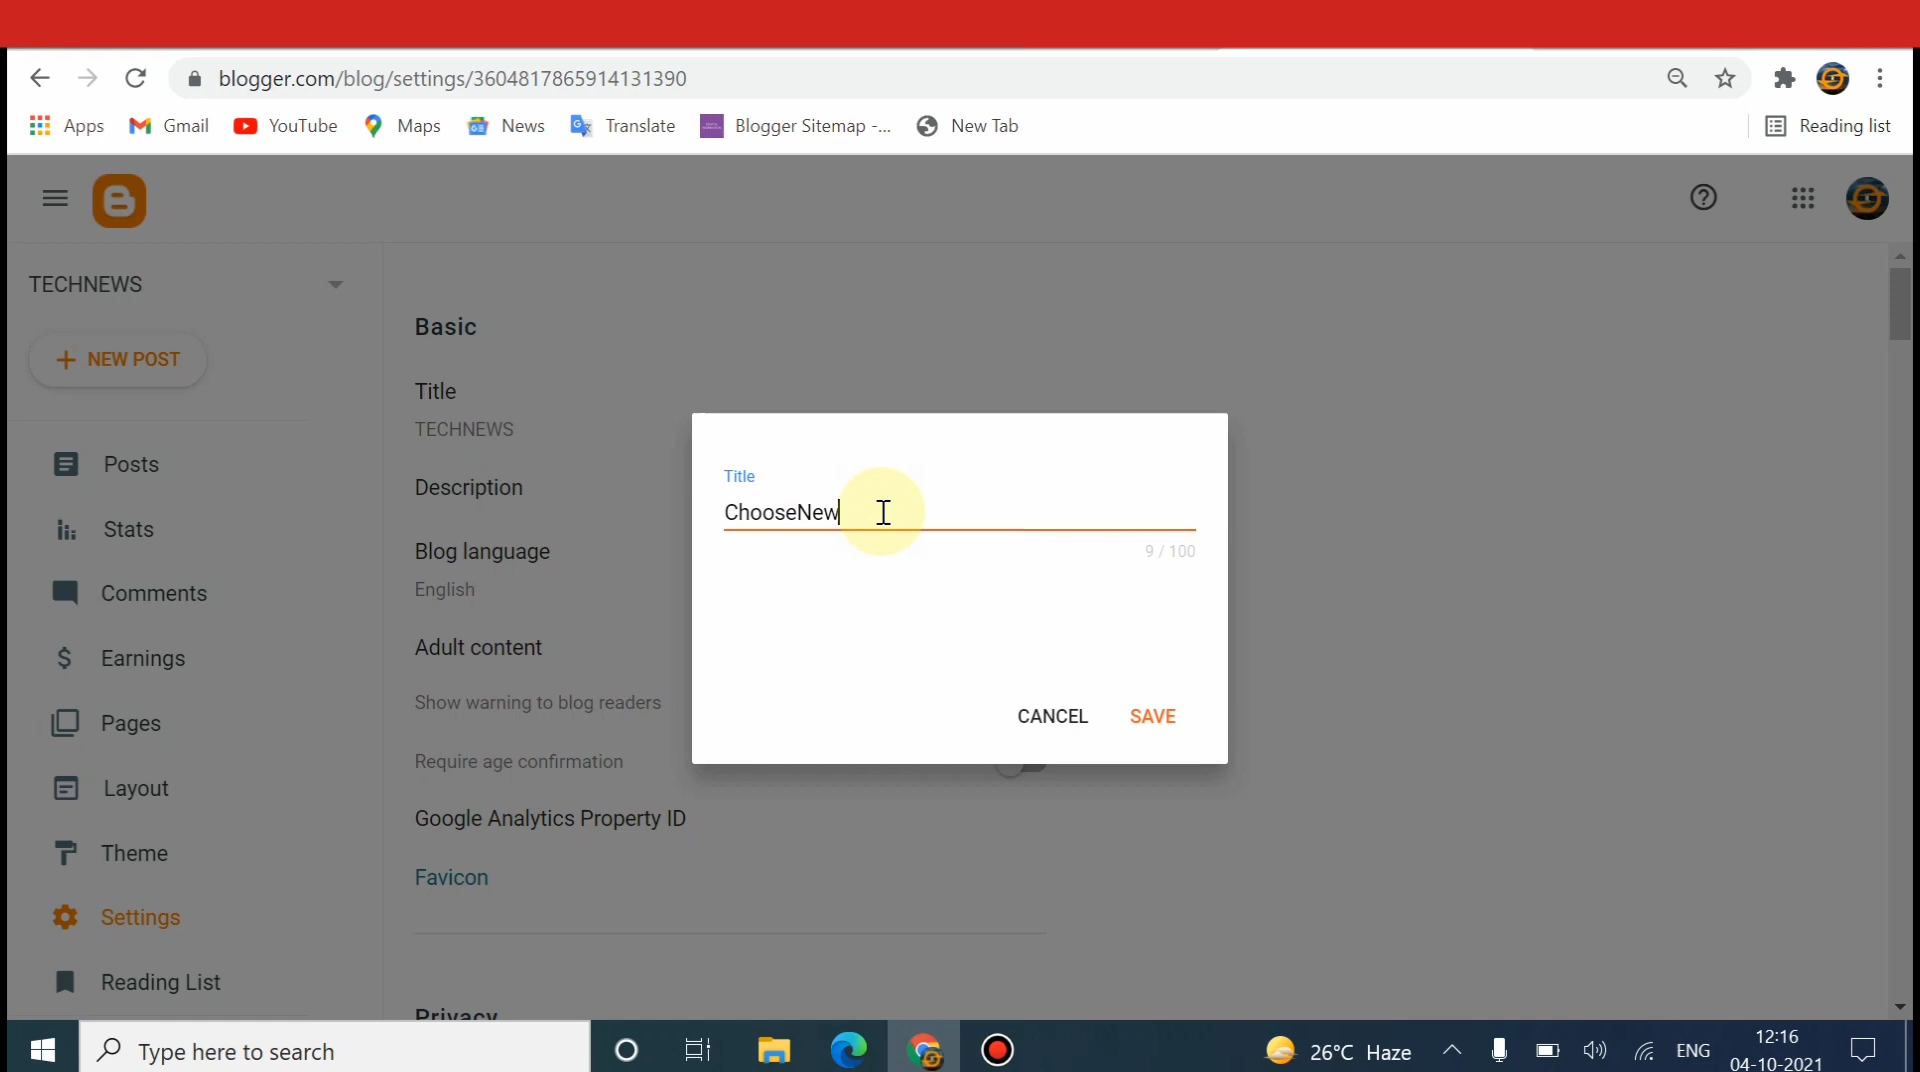 blogger.com/blog/settings/3604817865914131390
Apps Gmail YouTube Maps News Translate Blogger Sitemap -... New Tab Reading list
TECHNEWS
NEW POST
Posts
Stats
Comments
Earnings
Pages
Layout
Theme
Settings
Reading List
Basic
Title
TECHNEWS
Description
Blog language
English
Adult content
Show warning to blog readers
Require age confirmation
Google Analytics Property ID
Favicon
Privacy
Title
ChooseNew
9 / 100
CANCEL SAVE
Type here to search
26°C Haze
ENG
12:16
04-10-2021